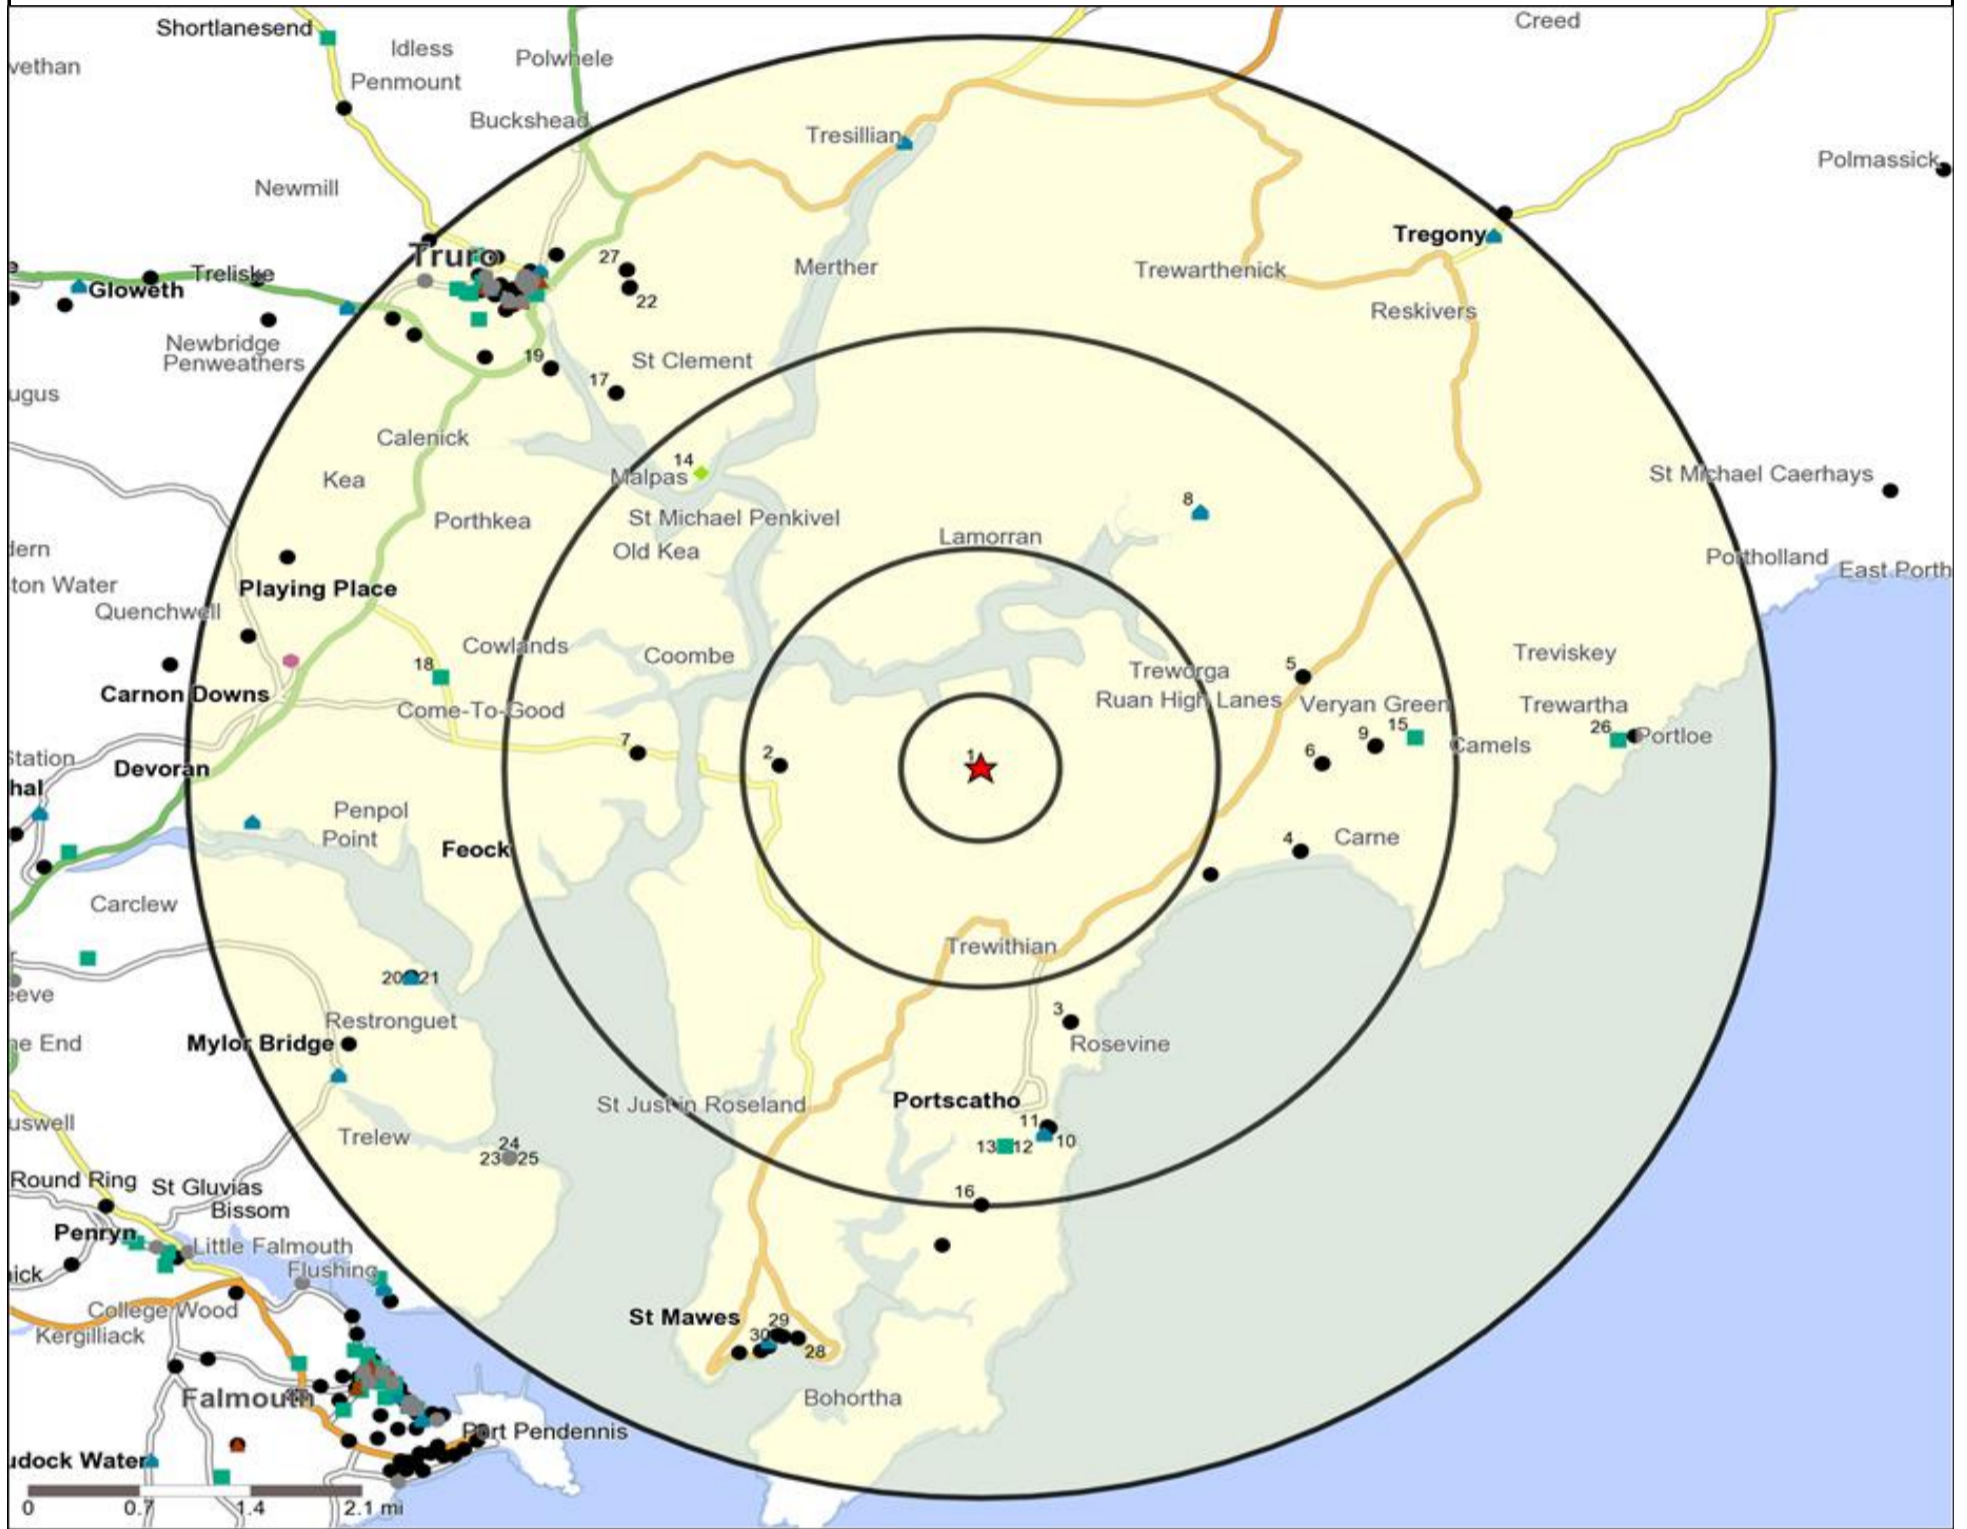 Creed
Shortlanesend
Idless
Polwhele
vethan
Penmount
Buckshead
Tresillian
Polmassick
Newmill
Tregony
Truro
27
Merther
Trewarthenick
Treliske
Gloweth
22
Reskivers
Newbridge
Penweathers
19
St Clement
17
ugus
Calenick
14
Malpas
St Michael Caerhays
Kea
8
Porthkea
St Michael Penkivel
Lamorran
Old Kea
Portholland
East Porth
ton Water
Playing Place
Quenchwell
Cowlands
Coombe
Treviskey
18
5
Treworga
Carnon Downs
Ruan High Lanes
Veryan Green
Trewartha
Come-To-Good
15
26
7
9
Portloe
2
1
6
Camels
Station
Devoran
hal
Penpol
Point
4
Carne
Feock
Carclew
Trewithian
20
21
eeve
3
Restronguet
Mylor Bridge
Rosevine
ne End
Portscatho
St Just in Roseland
uswell
11
Trelew
10
13
12
24
23
25
Round Ring
St Gluvias
16
Bissom
Penryn
Little Falmouth
Flushing
nick
College Wood
St Mawes
29
Kergilliack
30
28
Falmouth
Bohortha
Port Pendennis
udock Water
0
0.7
1.4
2.1 mi